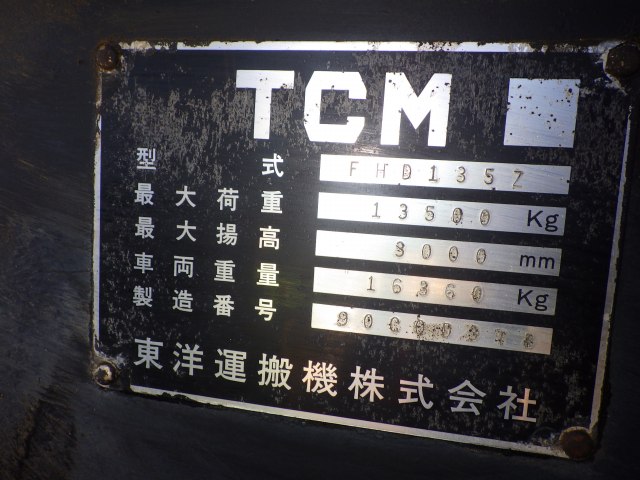 TCM
型式 FHD135Z
最大荷重 13500 Kg
最大揚高 3000 mm
車両重量 16360 Kg
製造番号
東洋運搬機株式会社